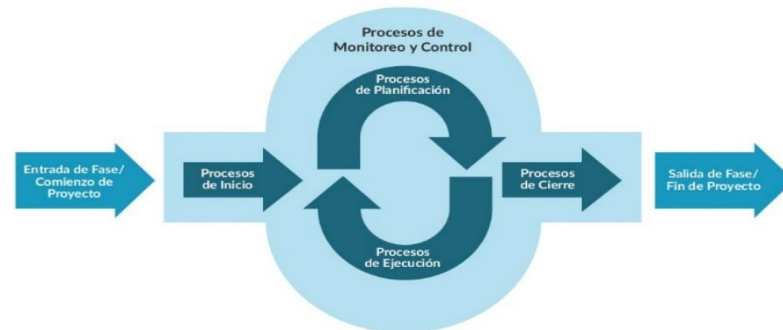 Procesos de
Monitoreo y Control
Procesos
de Planificación
Entrada de Fase/
Comienzo de
Proyecto
Procesos
de Inicio
Procesos
de Cierre
Salida de Fase/
Fin de Proyecto
Procesos
de Ejecución